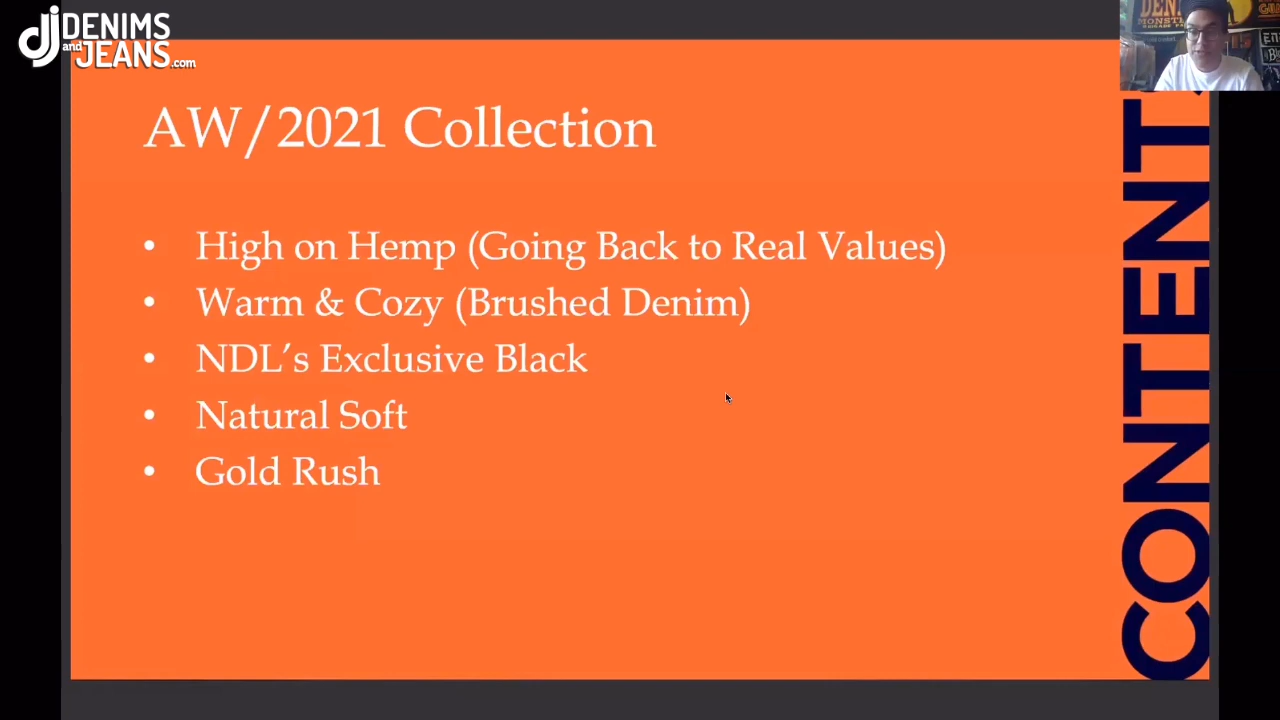 DENIMS
and JEANS.com
AW/2021 Collection
• High on Hemp (Going Back to Real Values)
• Warm & Cozy (Brushed Denim)
• NDL’s Exclusive Black
• Natural Soft
• Gold Rush
CONTENT